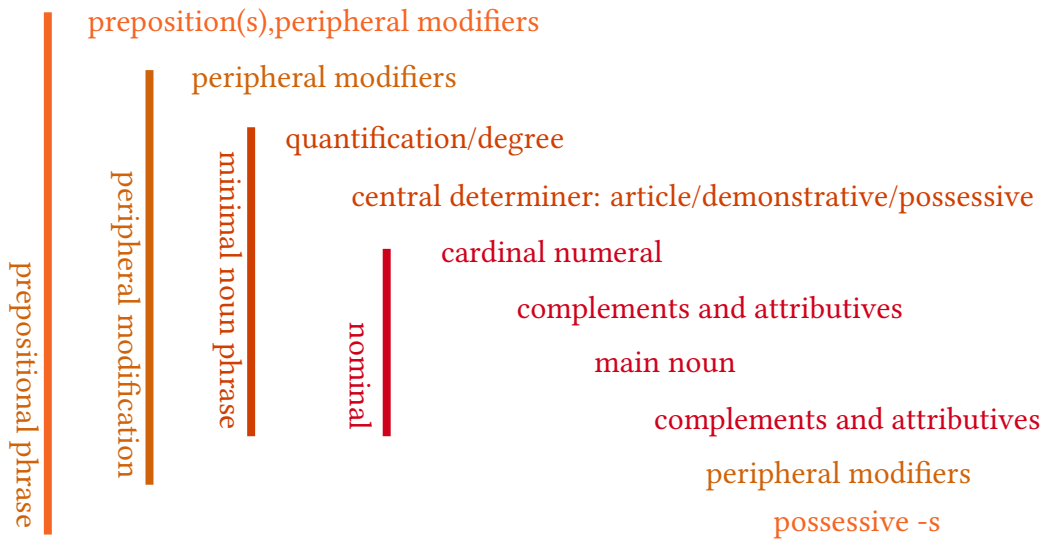 preposition(s),peripheral modifiers
peripheral modifiers
quantification/degree
central determiner: article/demonstrative/possessive
cardinal numeral
complements and attributives
main noun
complements and attributives
peripheral modifiers
possessive -s
prepositional phrase
peripheral modification
minimal noun phrase
nominal